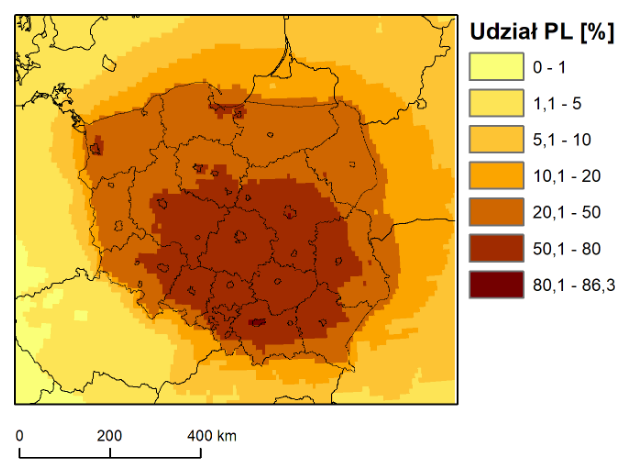 Udział PL [%]
0 - 1
1,1 - 5
5,1 - 10
10,1 - 20
20,1 - 50
50,1 - 80
80,1 - 86,3
0 200 400 km